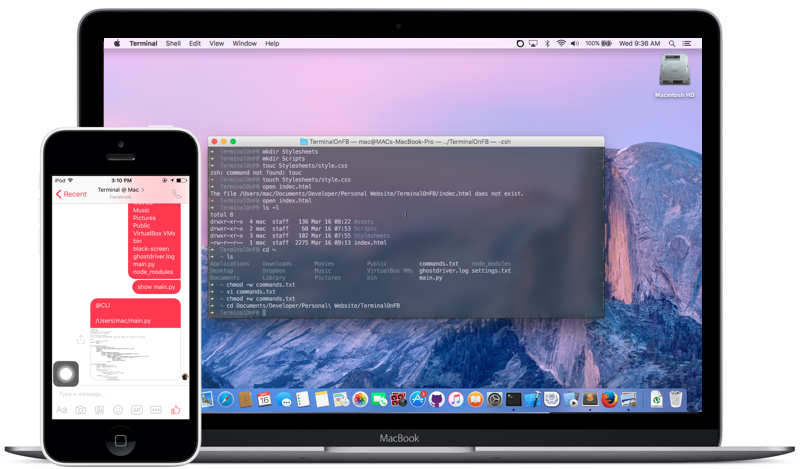 Terminal Shell Edit View Window Help 100% Wed 9:36 AM
Macintosh HD
TerminalOnFB — mac@MACs-MacBook-Pro — ../TerminalOnFB — -zsh
➜ TerminalOnFB mkdir Stylesheets
➜ TerminalOnFB mkdir Scripts
➜ TerminalOnFB touc Stylesheets/style.css
zsh: command not found: touc
➜ TerminalOnFB touch Stylesheets/style.css
➜ TerminalOnFB open indec.html
The file /Users/mac/Documents/Developer/Personal Website/TerminalOnFB/indec.html does not exist.
➜ TerminalOnFB open index.html
➜ TerminalOnFB ls -l
total 8
drwxr-xr-x 4 mac staff 136 Mar 16 08:22 Assets
drwxr-xr-x 2 mac staff 68 Mar 16 07:53 Scripts
drwxr-xr-x 3 mac staff 102 Mar 16 07:55 Stylesheets
-rw-r--r-- 1 mac staff 2275 Mar 16 09:13 index.html
➜ TerminalOnFB cd ~
➜ ~ ls
Applications Downloads Movies Public commands.txt node_modules
Desktop Dropbox Music VirtualBox VMs ghostdriver.log settings.txt
Documents Library Pictures bin main.py
➜ ~ chmod -w commands.txt
➜ ~ vi commands.txt
➜ ~ chmod +w commands.txt
➜ ~ cd Documents/Developer/Personal\ Website/TerminalOnFB
➜ TerminalOnFB
16
MacBook
iPod 3:10 PM
Recent Terminal @ Mac
Facebook
Movies
Music
Pictures
Public
VirtualBox VMs
bin
black-screen
ghostdriver.log
main.py
node_modules
show main.py
@CLI
/Users/mac/main.py
Type a message...
Aa